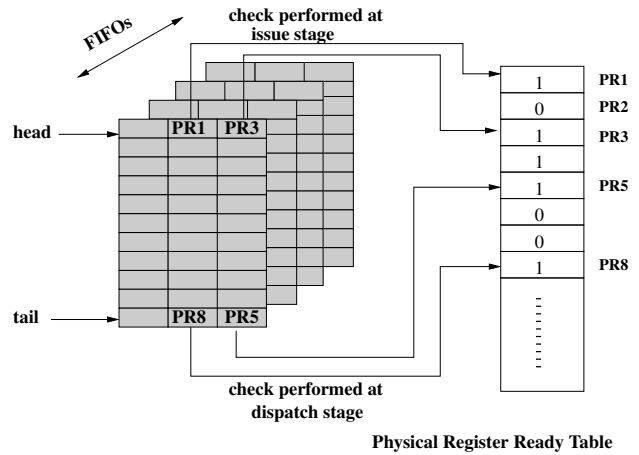 check performed at
issue stage
FIFOs
head
PR1 PR3
tail
PR8 PR5
check performed at
dispatch stage
1 PR1
0 PR2
1 PR3
1
1 PR5
0
0
1 PR8
Physical Register Ready Table